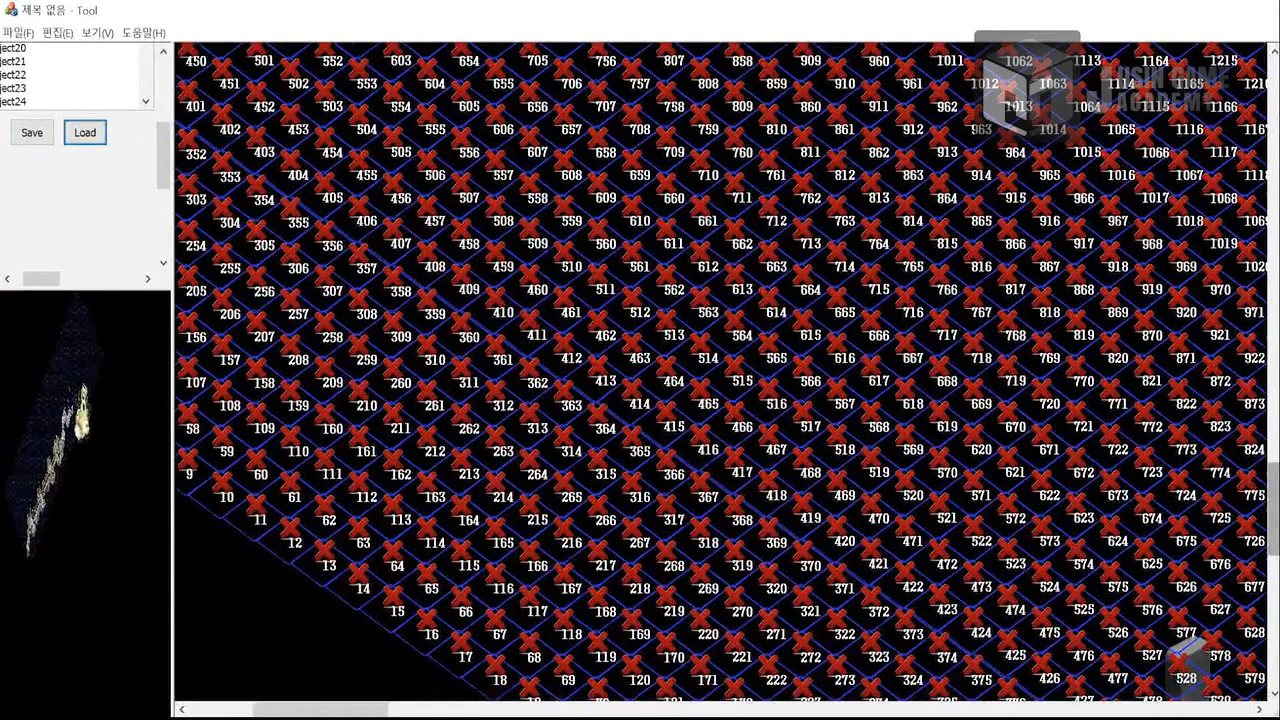 제목 없음 - Tool
파일(F) 편집(E) 보기(V) 도움말(H)
ject20
ject21
ject22
ject23
ject24
Save Load
450 501 552 603 654 705 756 807 858 909 960 1011 1062 1113 1164 1215
451 502 553 604 655 706 757 808 859 910 961 1012 1063 1114 1165 1216
401 452 503 554 605 656 707 758 809 860 911 962 1013 1064 1115 1166
402 453 504 555 606 657 708 759 810 861 912 963 1014 1065 1116 1167
352 403 454 505 556 607 658 709 760 811 862 913 964 1015 1066 1117
353 404 455 506 557 608 659 710 761 812 863 914 965 1016 1067 1118
303 354 405 456 507 558 609 660 711 762 813 864 915 966 1017 1068
304 355 406 457 508 559 610 661 712 763 814 865 916 967 1018 1069
254 305 356 407 458 509 560 611 662 713 764 815 866 917 968 1019
255 306 357 408 459 510 561 612 663 714 765 816 867 918 969 1020
205 256 307 358 409 460 511 562 613 664 715 766 817 868 919 970
206 257 308 359 410 461 512 563 614 665 716 767 818 869 920 971
156 207 258 309 360 411 462 513 564 615 666 717 768 819 870 921
157 208 259 310 361 412 463 514 565 616 667 718 769 820 871 922
107 158 209 260 311 362 413 464 515 566 617 668 719 770 821 872
108 159 210 261 312 363 414 465 516 567 618 669 720 771 822 873
58 109 160 211 262 313 364 415 466 517 568 619 670 721 772 823
59 110 161 212 263 314 365 416 467 518 569 620 671 722 773 824
9 60 111 162 213 264 315 366 417 468 519 570 621 672 723 774
10 61 112 163 214 265 316 367 418 469 520 571 622 673 724 775
11 62 113 164 215 266 317 368 419 470 521 572 623 674 725
12 63 114 165 216 267 318 369 420 471 522 573 624 675 726
13 64 115 166 217 268 319 370 421 472 523 574 625 676
14 65 116 167 218 269 320 371 422 473 524 575 626 677
15 66 117 168 219 270 321 372 423 474 525 576 627
16 67 118 169 220 271 322 373 424 475 526 577 628
17 68 119 170 221 272 323 374 425 476 527 578
18 69 120 171 222 273 324 375 426 477 528 579
JUSIN GAME
ACADEMY